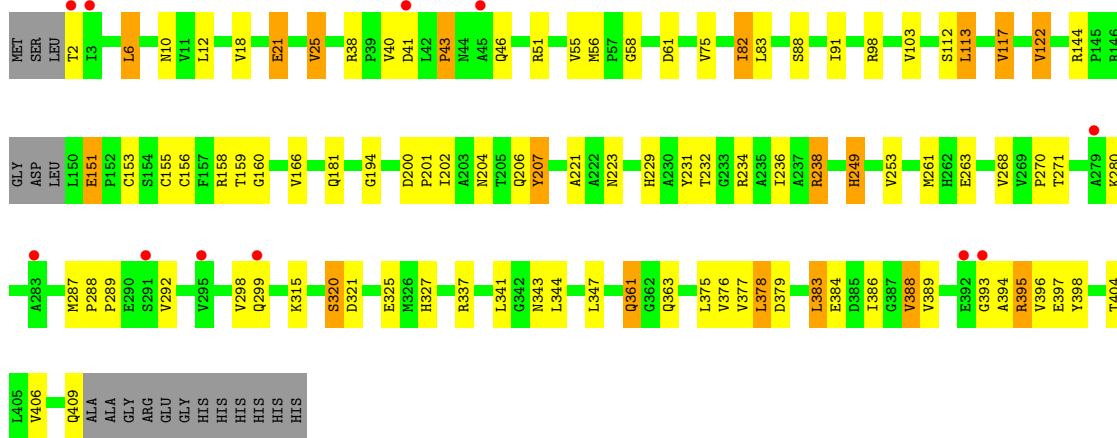 MET SER LEU T2 I3 L6 N10 V11 L12 V18 E21 V25 R38 P39 V40 D41 L42 P43 N44 A45 Q46 R51 V55 M56 P57 G58 D61 V75 I82 L83 S88 I91 R98 V103 S112 L113 V117 V122 R144 P145 R146
GLY ASP LEU L150 E151 P152 C153 S154 C155 C156 F157 R158 T159 G160 V166 Q181 G194 D200 P201 I202 A203 N204 T205 Q206 Y207 A221 A222 N223 H229 A230 Y231 T232 G233 R234 A235 I236 A237 R238 H249 V253 M261 H262 E263 V268 V269 P270 T271 A279 K280
A283 M287 P288 P289 E290 S291 V292 V295 V298 Q299 K315 S320 D321 E325 M326 H327 R337 L341 G342 N343 L344 L347 Q361 G362 Q363 L375 V376 V377 L378 D379 L383 E384 D385 I386 G387 V388 V389 E392 G393 A394 R395 V396 E397 Y398 T404
L405 V406 Q409 ALA ALA GLY ARG GLU GLY HIS HIS HIS HIS HIS HIS